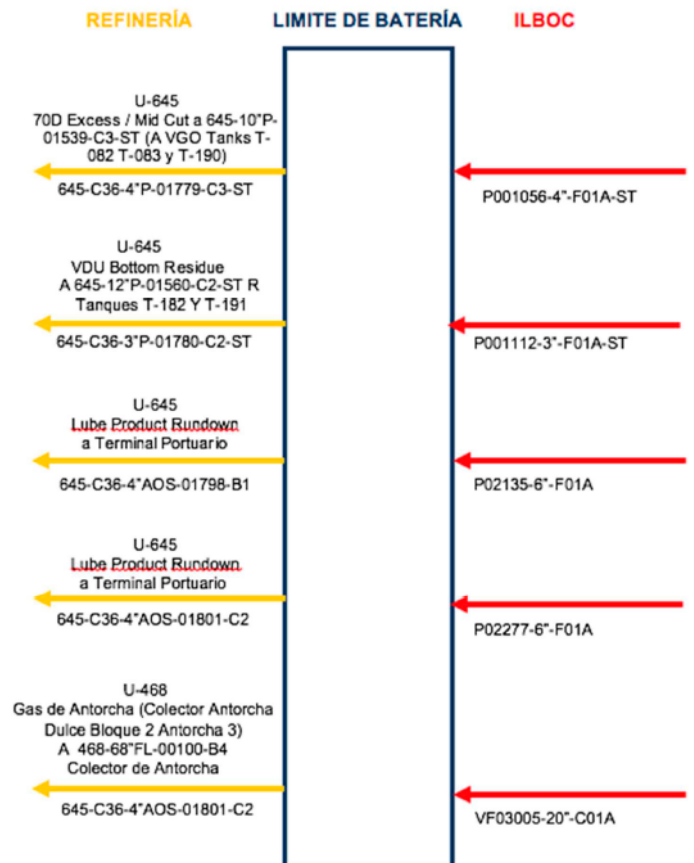 REFINERÍA LIMITE DE BATERÍA ILBOC
U-645
70D Excess / Mid Cut a 645-10"P-
01539-C3-ST (A VGO Tanks T-
082 T-083 y T-190)
645-C36-4"P-01779-C3-ST
P001056-4"-F01A-ST
U-645
VDU Bottom Residue
A 645-12"P-01560-C2-ST R
Tanques T-182 Y T-191
645-C36-3"P-01780-C2-ST
P001112-3"-F01A-ST
U-645
Lube Product Rundown
a Terminal Portuario
645-C36-4"AOS-01798-B1
P02135-6"-F01A
U-645
Lube Product Rundown
a Terminal Portuario
645-C36-4"AOS-01801-C2
P02277-6"-F01A
U-468
Gas de Antorcha (Colector Antorcha
Dulce Bloque 2 Antorcha 3)
A 468-68"FL-00100-B4
Colector de Antorcha
645-C36-4"AOS-01801-C2
VF03005-20"-C01A